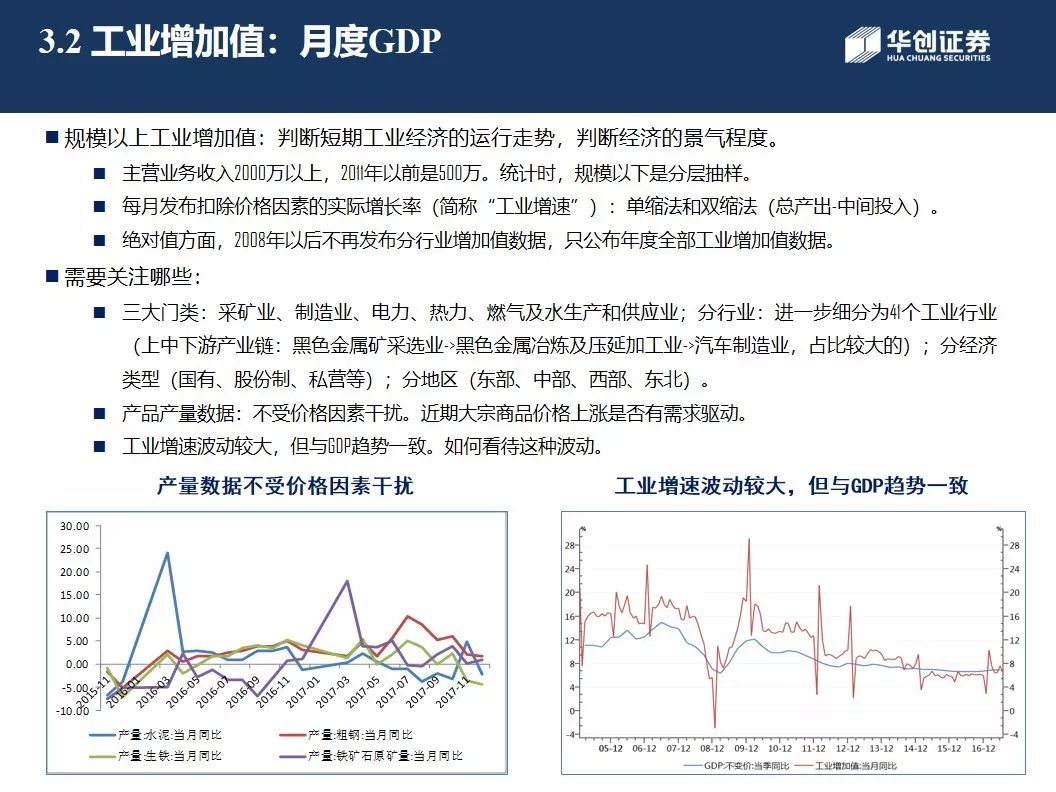 3.2 工业增加值：月度GDP
华创证券
HUA CHUANG SECURITIES
■规模以上工业增加值：判断短期工业经济的运行走势，判断经济的景气程度。
■ 主营业务收入2000万以上，2011年以前是500万。统计时，规模以下是分层抽样。
■ 每月发布扣除价格因素的实际增长率（简称“工业增速”）：单缩法和双缩法（总产出-中间投入）。
■ 绝对值方面，2008年以后不再发布分行业增加值数据，只公布年度全部工业增加值数据。
■需要关注哪些：
■ 三大门类：采矿业、制造业、电力、热力、燃气及水生产和供应业；分行业：进一步细分为41个工业行业
（上中下游产业链：黑色金属矿采选业->黑色金属冶炼及压延加工业->汽车制造业，占比较大的）；分经济
类型（国有、股份制、私营等）；分地区（东部、中部、西部、东北）。
■ 产品产量数据：不受价格因素干扰。近期大宗商品价格上涨是否有需求驱动。
■ 工业增速波动较大，但与GDP趋势一致。如何看待这种波动。
产量数据不受价格因素干扰
30.00
25.00
20.00
15.00
10.00
5.00
0.00
-5.00
-10.00
2015-11 2016-01 2016-03 2016-05 2016-07 2016-09 2016-11 2017-01 2017-03 2017-05 2017-07 2017-09 2017-11
产量:水泥:当月同比 产量:粗钢:当月同比
产量:生铁:当月同比 产量:铁矿石原矿量:当月同比
工业增速波动较大，但与GDP趋势一致
% %
28 28
24 24
20 20
16 16
12 12
8 8
4 4
0 0
-4 -4
05-12 06-12 07-12 08-12 09-12 10-12 11-12 12-12 13-12 14-12 15-12 16-12
GDP:不变价:当季同比 工业增加值:当月同比